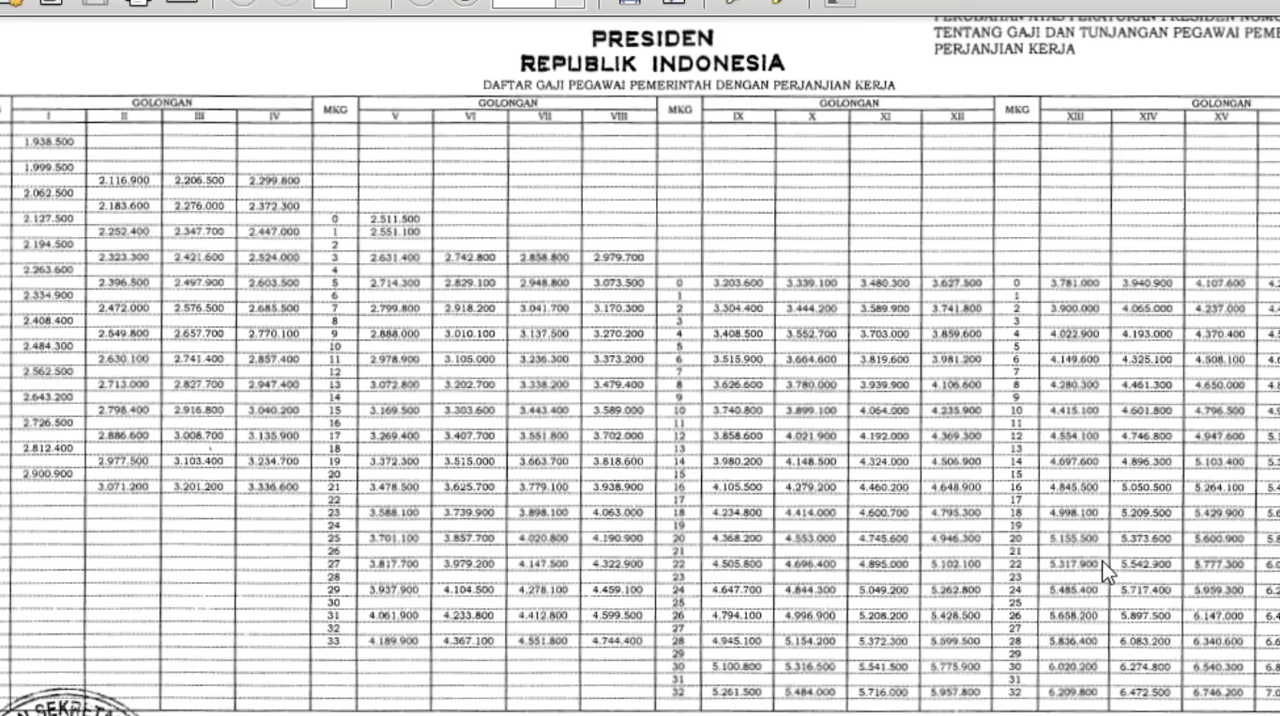 TENTANG GAJI DAN TUNJANGAN PEGAWAI
PERJANJIAN KERJA
PRESIDEN
REPUBLIK INDONESIA
DAFTAR GAJI PEGAWAI PEMERINTAH DENGAN PERJANJIAN KERJA
GOLONGAN MKG GOLONGAN MKG GOLONGAN MKG GOLONGAN
I II III IV V VI VII VIII IX X XI XII XIII XIV XV
1.938.500
1.999.500
2.116.900 2.206.500 2.299.800
2.062.500
2.183.600 2.276.000 2.372.300
2.127.500 0 2.511.500
2.252.400 2.347.700 2.447.000 1 2.551.100
2.194.500 2
2.323.300 2.421.600 2.524.000 3 2.631.400 2.742.800 2.858.800 2.979.700
2.263.600 4
2.396.500 2.497.900 2.603.500 5 2.714.300 2.829.100 2.948.800 3.073.500 0 3.203.600 3.339.100 3.480.300 3.627.500 0 3.781.000 3.940.900 4.107.600
2.334.900 6 1 1
2.472.000 2.576.500 2.685.500 7 2.799.800 2.918.200 3.041.700 3.170.300 2 3.304.400 3.444.200 3.589.900 3.741.800 2 3.900.000 4.065.000 4.237.000
2.408.400 8 3 3
2.549.800 2.657.700 2.770.100 9 2.888.000 3.010.100 3.137.500 3.270.200 4 3.408.500 3.552.700 3.703.000 3.859.600 4 4.022.900 4.193.000 4.370.400
2.484.300 10 5 5
2.630.100 2.741.400 2.857.400 11 2.978.900 3.105.000 3.236.300 3.373.200 6 3.515.900 3.664.600 3.819.600 3.981.200 6 4.149.600 4.325.100 4.508.100
2.562.500 12 7 7
2.713.000 2.827.700 2.947.400 13 3.072.800 3.202.700 3.338.200 3.479.400 8 3.626.600 3.780.000 3.939.900 4.106.600 8 4.280.300 4.461.300 4.650.000
2.643.200 14 9 9
2.798.400 2.916.800 3.040.200 15 3.169.500 3.303.600 3.443.400 3.589.000 10 3.740.800 3.899.100 4.064.000 4.235.900 10 4.415.100 4.601.800 4.796.500
2.726.500 16 11 11
2.886.600 3.008.700 3.135.900 17 3.269.400 3.407.700 3.551.800 3.702.000 12 3.858.600 4.021.900 4.192.000 4.369.300 12 4.554.100 4.746.800 4.947.600
2.812.400 18 13 13
2.977.500 3.103.400 3.234.700 19 3.372.300 3.515.000 3.663.700 3.818.600 14 3.980.200 4.148.500 4.324.000 4.506.900 14 4.697.600 4.896.300 5.103.400
2.900.900 20 15 15
3.071.200 3.201.200 3.336.600 21 3.478.500 3.625.700 3.779.100 3.938.900 16 4.105.500 4.279.200 4.460.200 4.648.900 16 4.845.500 5.050.500 5.264.100
22 17 17
23 3.588.100 3.739.900 3.898.100 4.063.000 18 4.234.800 4.414.000 4.600.700 4.795.300 18 4.998.100 5.209.500 5.429.900
24 19 19
25 3.701.100 3.857.700 4.020.800 4.190.900 20 4.368.200 4.553.000 4.745.600 4.946.300 20 5.155.500 5.373.600 5.600.900
26 21 21
27 3.817.700 3.979.200 4.147.500 4.322.900 22 4.505.800 4.696.400 4.895.000 5.102.100 22 5.317.900 5.542.900 5.777.300
28 23 23
29 3.937.900 4.104.500 4.278.100 4.459.100 24 4.647.700 4.844.300 5.049.200 5.262.800 24 5.485.400 5.717.400 5.959.300
30 25 25
31 4.061.900 4.233.800 4.412.800 4.599.500 26 4.794.100 4.996.900 5.208.200 5.428.500 26 5.658.200 5.897.500 6.147.000
32 27 27
33 4.189.900 4.367.100 4.551.800 4.744.400 28 4.945.100 5.154.200 5.372.300 5.599.500 28 5.836.400 6.083.200 6.340.600
29 29
30 5.100.800 5.316.500 5.541.500 5.775.900 30 6.020.200 6.274.800 6.540.300
31 31
32 5.261.500 5.484.000 5.716.000 5.957.800 32 6.209.800 6.472.500 6.746.200